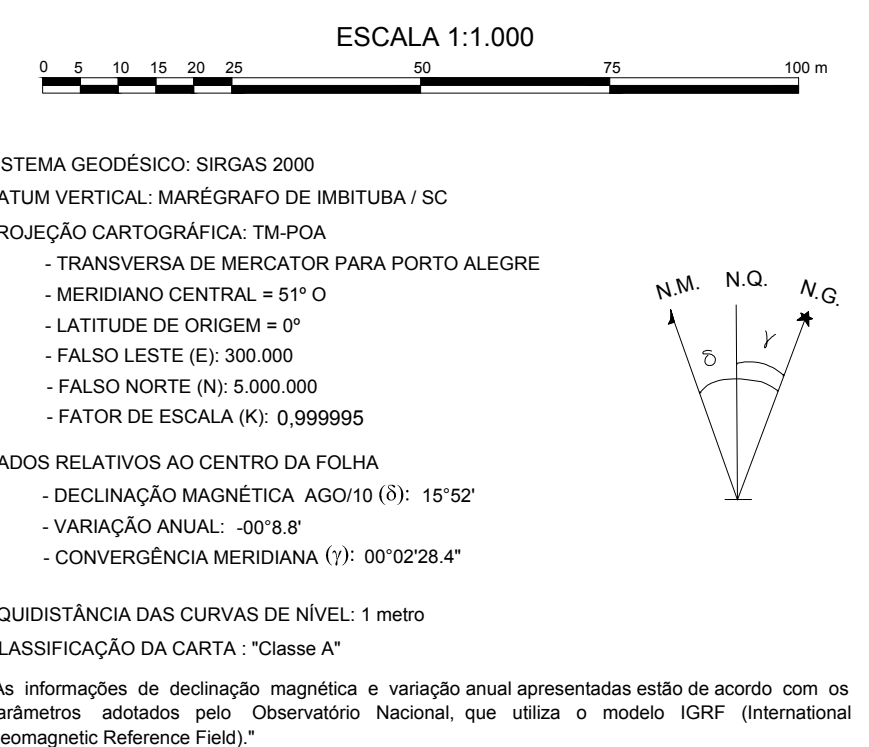 ESCALA 1:1.000
0 5 10 15 20 25 50 75 100 m
ISTEMA GEODÉSICO: SIRGAS 2000
ATUM VERTICAL: MARÉGRAFO DE IMBITUBA / SC
ROJEÇÃO CARTOGRÁFICA: TM-POA
- TRANSVERSA DE MERCATOR PARA PORTO ALEGRE
- MERIDIANO CENTRAL = 51º O
- LATITUDE DE ORIGEM = 0º
- FALSO LESTE (E): 300.000
- FALSO NORTE (N): 5.000.000
- FATOR DE ESCALA (K): 0,999995
N.M. N.Q. N.G.
δ γ
ADOS RELATIVOS AO CENTRO DA FOLHA
- DECLINAÇÃO MAGNÉTICA AGO/10 (δ): 15°52'
- VARIAÇÃO ANUAL: -00°8.8'
- CONVERGÊNCIA MERIDIANA (γ): 00°02'28.4"
QUIDISTÂNCIA DAS CURVAS DE NÍVEL: 1 metro
LASSIFICAÇÃO DA CARTA : "Classe A"
As informações de declinação magnética e variação anual apresentadas estão de acordo com os
arâmetros adotados pelo Observatório Nacional, que utiliza o modelo IGRF (International
eomagnetic Reference Field)."